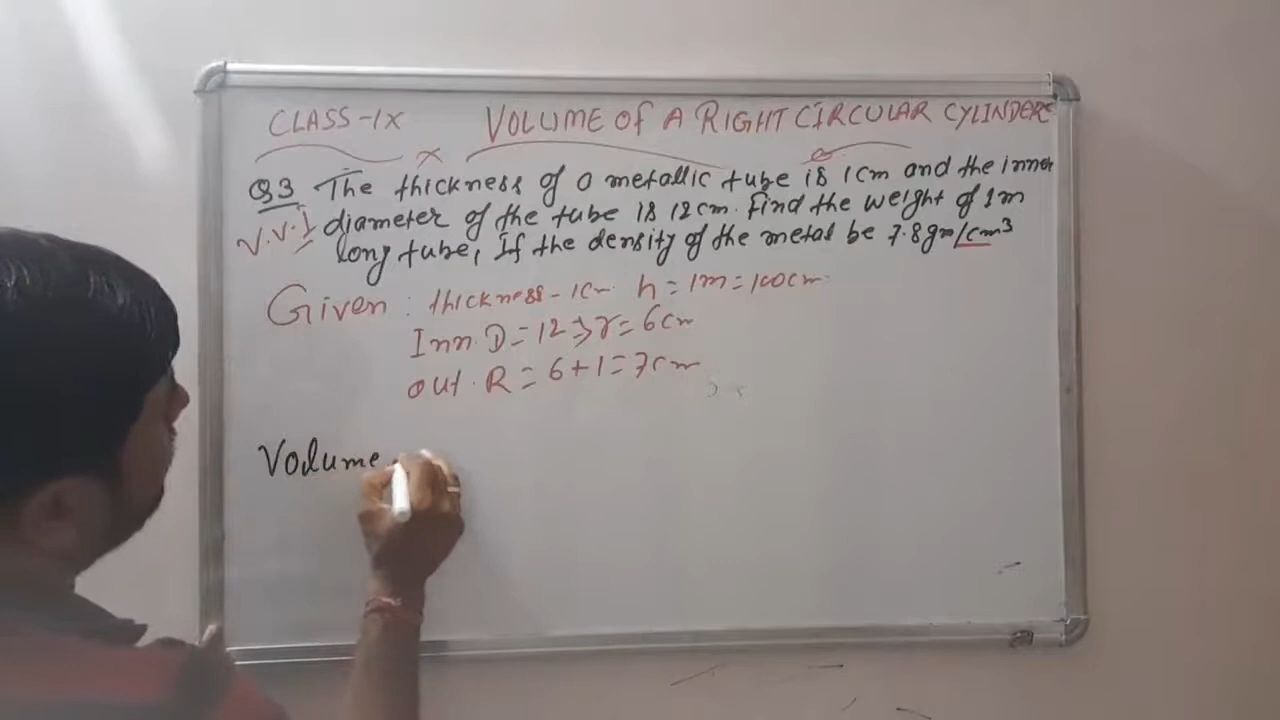 CLASS-IX VOLUME OF A RIGHT CIRCULAR CYLINDER
Q3 The thickness of a metallic tube is 1cm and the inner
V.V.I diameter of the tube is 12cm. Find the weight of 1m
long tube, If the density of the metal be 7.8gm/cm³
Given: thickness - 1cm h = 1m = 100cm
Inn. D = 12 ⇒ r = 6cm
out. R = 6+1 = 7cm
Volume